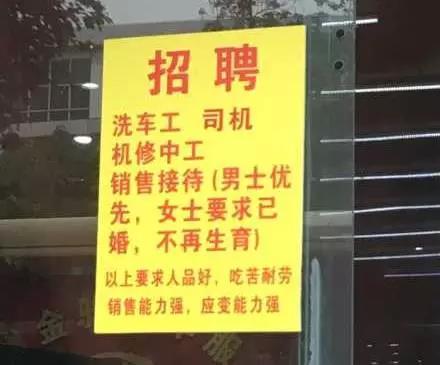 招聘
洗车工 司机
机修中工
销售接待(男士优
先，女士要求已
婚，不再生育)
以上要求人品好，吃苦耐劳
销售能力强，应变能力强